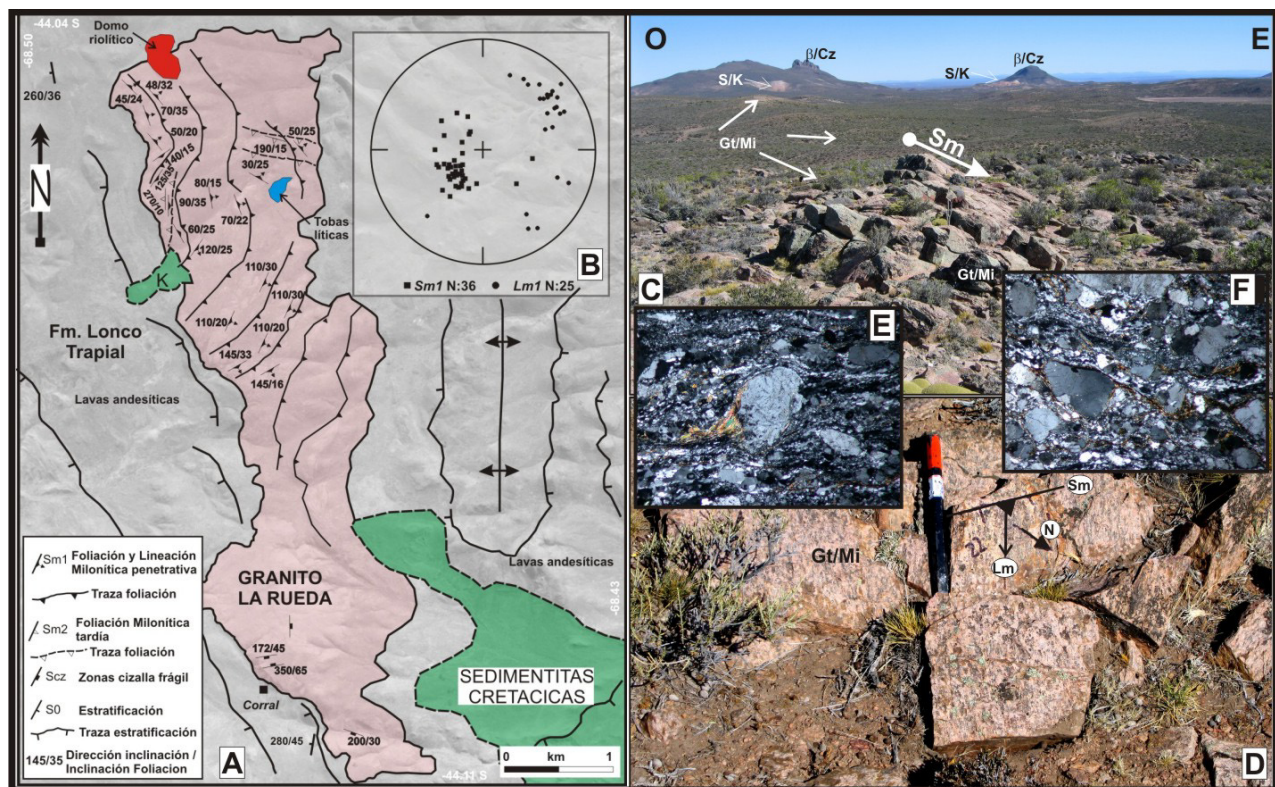 -44.04 S
-68.50
Domo
riolítico
260/36
48/32
45/24
70/35
50/20
50/25
190/15
140/15
125/35
30/25
270/10
80/15
90/35
70/22
60/25
120/25
Tobas
líticas
N
K
110/30
110/30
110/20
110/20
145/33
145/16
Fm. Lonco
Trapial
Lavas andesíticas
Lavas andesíticas
-68.43
GRANITO
LA RUEDA
172/45
350/65
Corral
280/45
200/30
SEDIMENTITAS
CRETACICAS
0 km 1
-44.11 S
A
Sm1 Foliación y Lineación
Milonítica penetrativa
Traza foliación
Sm2 Foliación Milonítica
tardía
Traza foliación
Scz Zonas cizalla frágil
S0 Estratificación
Traza estratificación
145/35 Dirección inclinación /
Inclinación Foliacion
B
Sm1 N:36 Lm1 N:25
O
E
β/Cz
β/Cz
S/K
S/K
Gt/Mi
Sm
Gt/Mi
C
E
F
Sm
N
Lm
Gt/Mi
22
D